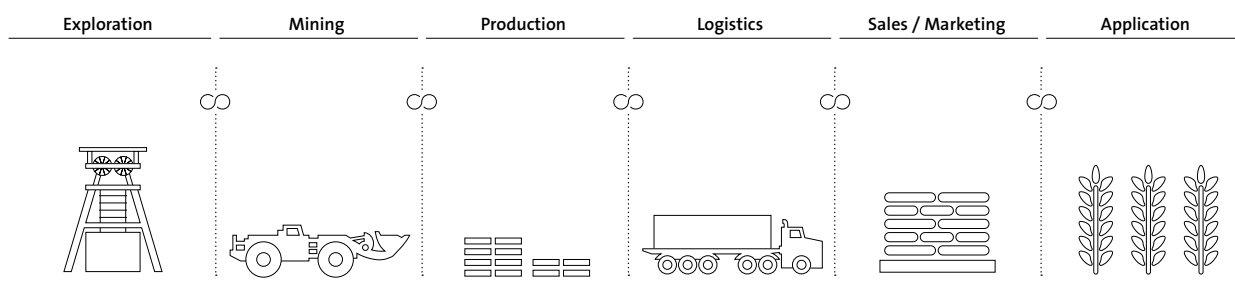 Exploration
Mining
Production
Logistics
Sales / Marketing
Application